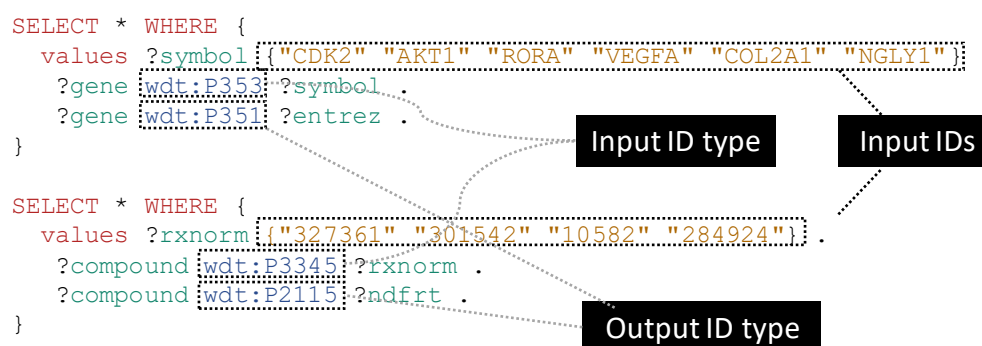 SELECT * WHERE {
values ?symbol {"CDK2" "AKT1" "RORA" "VEGFA" "COL2A1" "NGLY1"}
?gene wdt:P353 ?symbol .
?gene wdt:P351 ?entrez .
}
Input ID type
Input IDs
SELECT * WHERE {
values ?rxnorm {"327361" "301542" "10582" "284924"} .
?compound wdt:P3345 ?rxnorm .
?compound wdt:P2115 ?ndfrt .
}
Output ID type